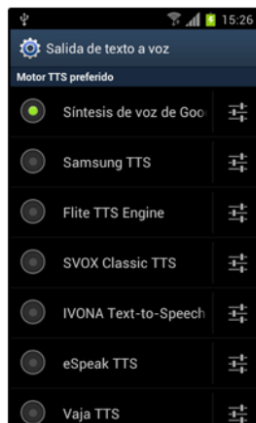 15:26
Salida de texto a voz
Motor TTS preferido
Síntesis de voz de Goo
Samsung TTS
Flite TTS Engine
SVOX Classic TTS
IVONA Text-to-Speech
eSpeak TTS
Vaja TTS